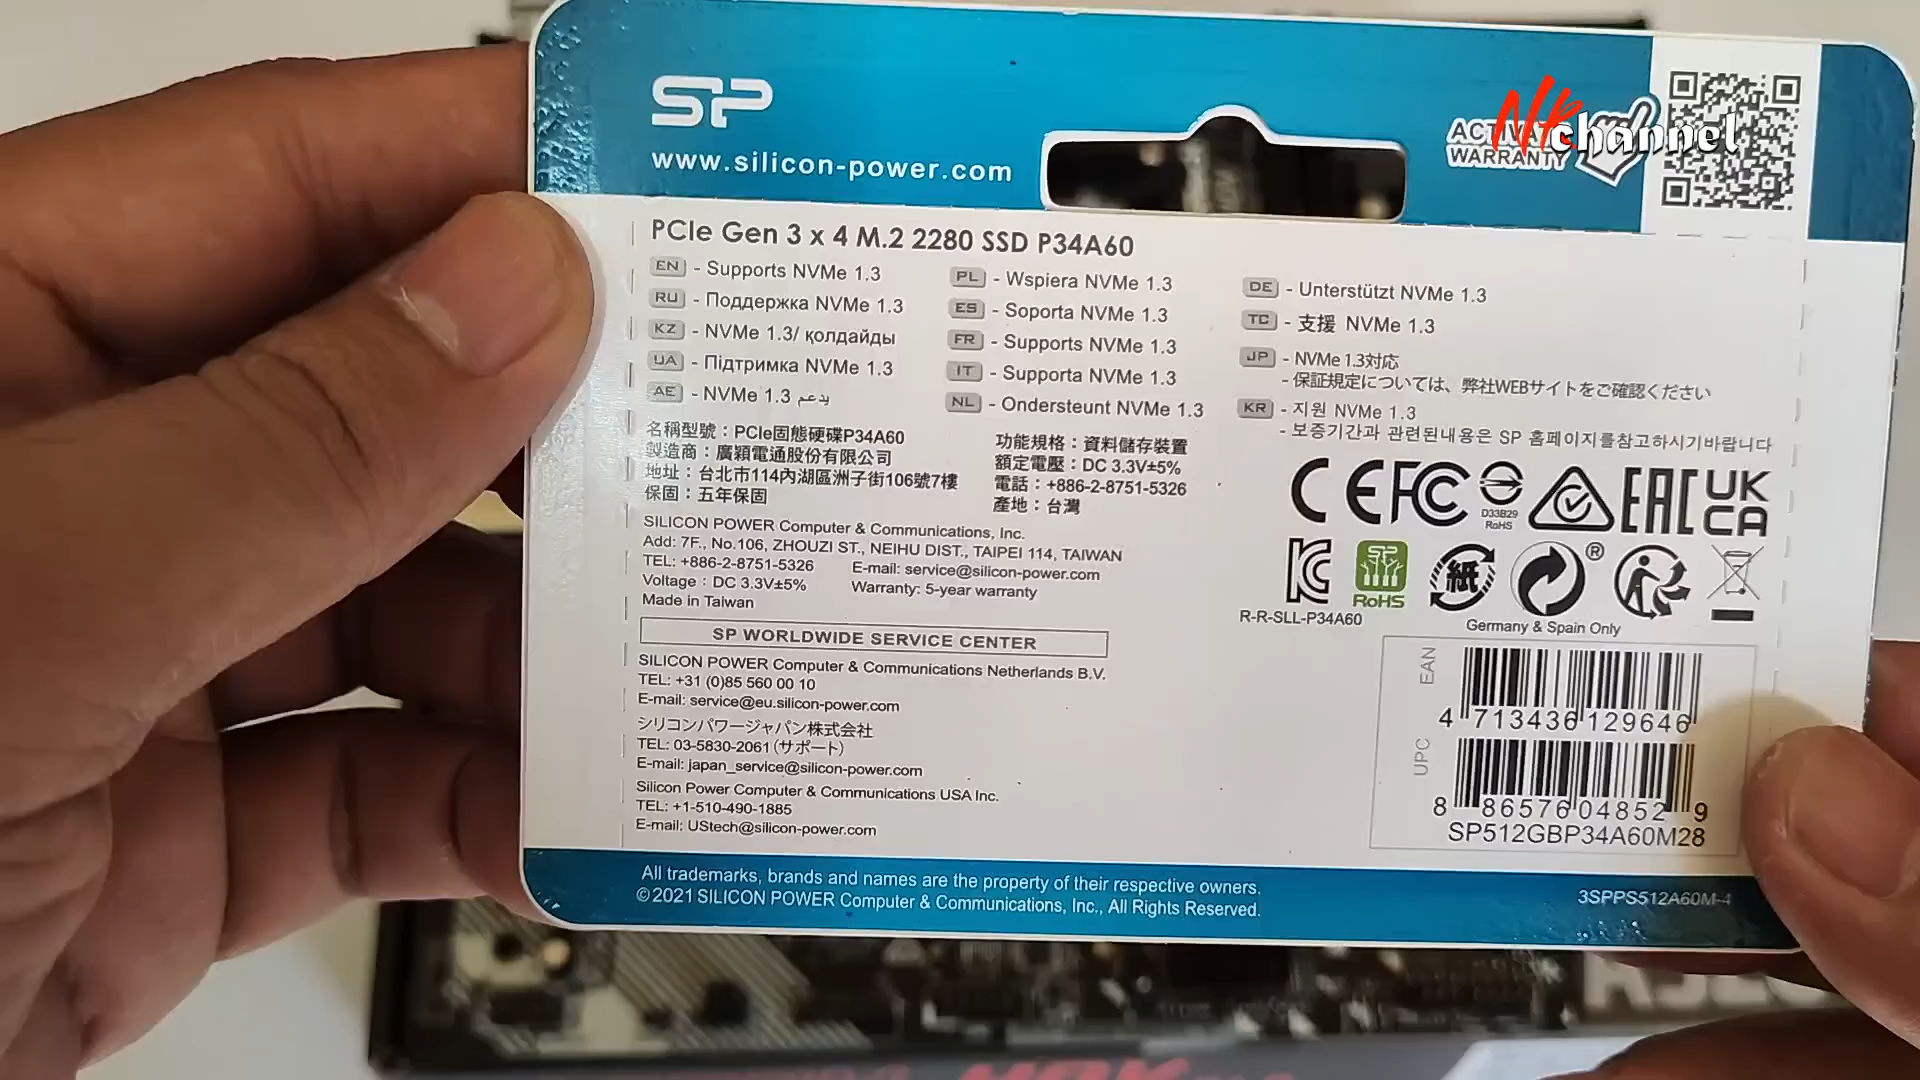 SP
www.silicon-power.com
ACTIVATE
WARRANTY
NK
channel
PCIe Gen 3 x 4 M.2 2280 SSD P34A60
EN - Supports NVMe 1.3
RU - Поддержка NVMe 1.3
KZ - NVMe 1.3/ қолдайды
UA - Підтримка NVMe 1.3
AE - NVMe 1.3 يدعم
PL - Wspiera NVMe 1.3
ES - Soporta NVMe 1.3
FR - Supports NVMe 1.3
IT - Supporta NVMe 1.3
NL - Ondersteunt NVMe 1.3
DE - Unterstützt NVMe 1.3
TC - 支援 NVMe 1.3
JP - NVMe 1.3対応
- 保証規定については、弊社WEBサイトをご確認ください
KR - 지원 NVMe 1.3
- 보증기간과 관련된내용은 SP 홈페이지를참고하시기바랍니다
名稱型號：PCIe固態硬碟P34A60
製造商：廣穎電通股份有限公司
地址：台北市114內湖區洲子街106號7樓
保固：五年保固
功能規格：資料儲存裝置
額定電壓：DC 3.3V±5%
電話：+886-2-8751-5326
產地：台灣
SILICON POWER Computer & Communications, Inc.
Add: 7F., No.106, ZHOUZI ST., NEIHU DIST., TAIPEI 114, TAIWAN
TEL: +886-2-8751-5326 E-mail: service@silicon-power.com
Voltage：DC 3.3V±5% Warranty: 5-year warranty
Made in Taiwan
SP WORLDWIDE SERVICE CENTER
SILICON POWER Computer & Communications Netherlands B.V.
TEL: +31 (0)85 560 00 10
E-mail: service@eu.silicon-power.com
シリコンパワージャパン株式会社
TEL: 03-5830-2061（サポート）
E-mail: japan_service@silicon-power.com
Silicon Power Computer & Communications USA Inc.
TEL: +1-510-490-1885
E-mail: UStech@silicon-power.com
CE FC D33B29 RoHS EAC UK CA
SP RoHS 紙 ®
R-R-SLL-P34A60
Germany & Spain Only
EAN
4 713436 129646
UPC
8 86576 04852 9
SP512GBP34A60M28
All trademarks, brands and names are the property of their respective owners.
©2021 SILICON POWER Computer & Communications, Inc., All Rights Reserved.
3SPPS512A60M-4